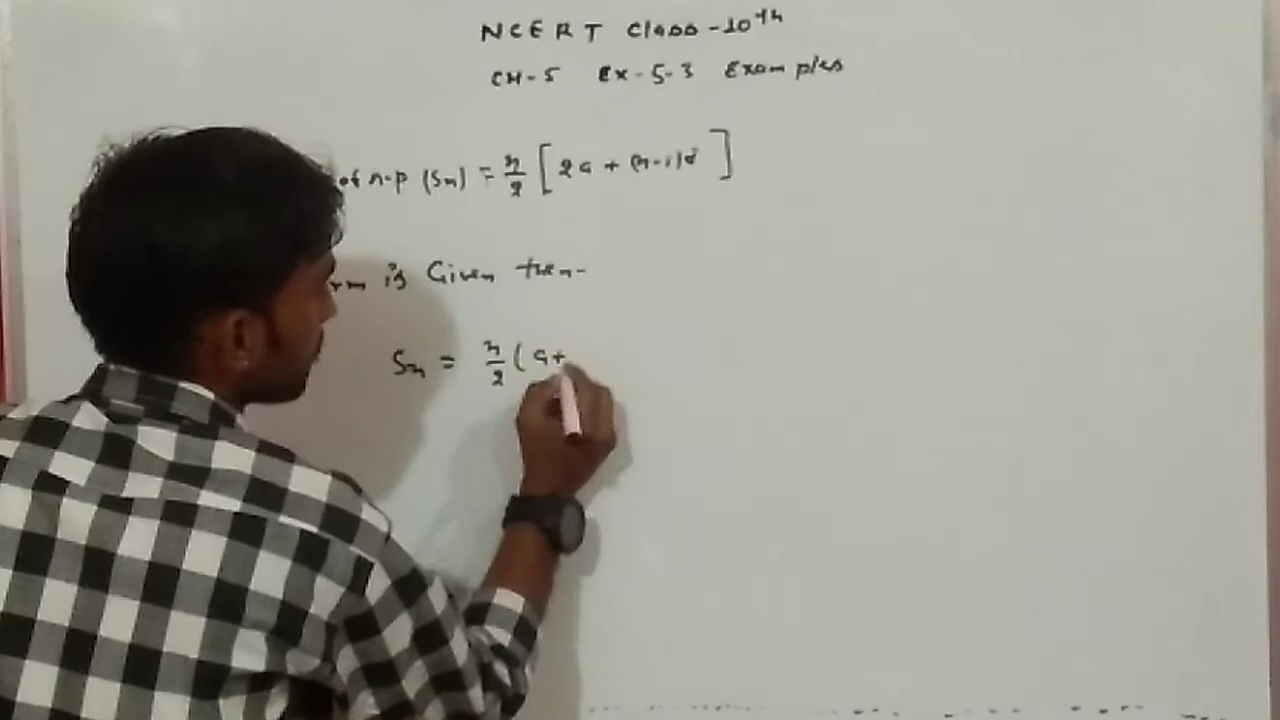 NCERT Class-10th
CH-5 EX-5.3 Examples
of A.P (Sn) = n/2 [2a + (n-1)d]
rm is Given then-
Sn = n/2 (a+